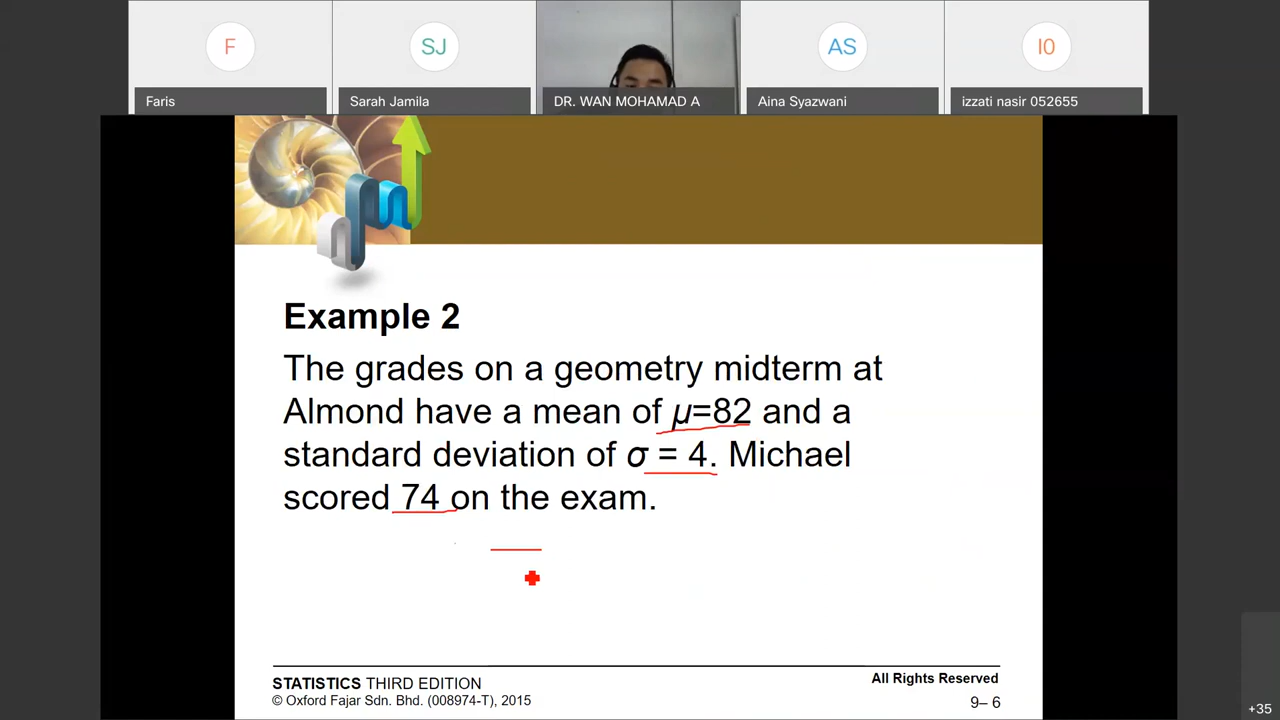 F
SJ
AS
I0
Faris
Sarah Jamila
DR. WAN MOHAMAD A
Aina Syazwani
izzati nasir 052655
Example 2
The grades on a geometry midterm at
Almond have a mean of μ=82 and a
standard deviation of σ = 4. Michael
scored 74 on the exam.
STATISTICS THIRD EDITION
© Oxford Fajar Sdn. Bhd. (008974-T), 2015
All Rights Reserved
9– 6
+35